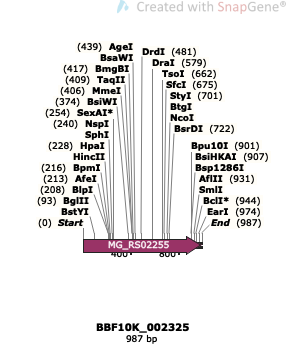 Created with SnapGene®
(439) AgeI
BsaWI
DrdI (481)
(417) BmgBI
DraI (579)
(409) TaqII
TsoI (662)
(406) MmeI
SfcI (675)
(374) BsiWI
StyI (701)
(254) SexAI*
BtgI
(240) NspI
NcoI
SphI
BsrDI (722)
(228) HpaI
Bpu10I (901)
HincII
BsiHKAI (907)
(216) BpmI
Bsp1286I
(213) AfeI
AflII (931)
(208) BlpI
SmlI
(93) BglII
BclI* (944)
BstYI
EarI (974)
(0) Start
End (987)
MG_RS02255
400
800
BBF10K_002325
987 bp